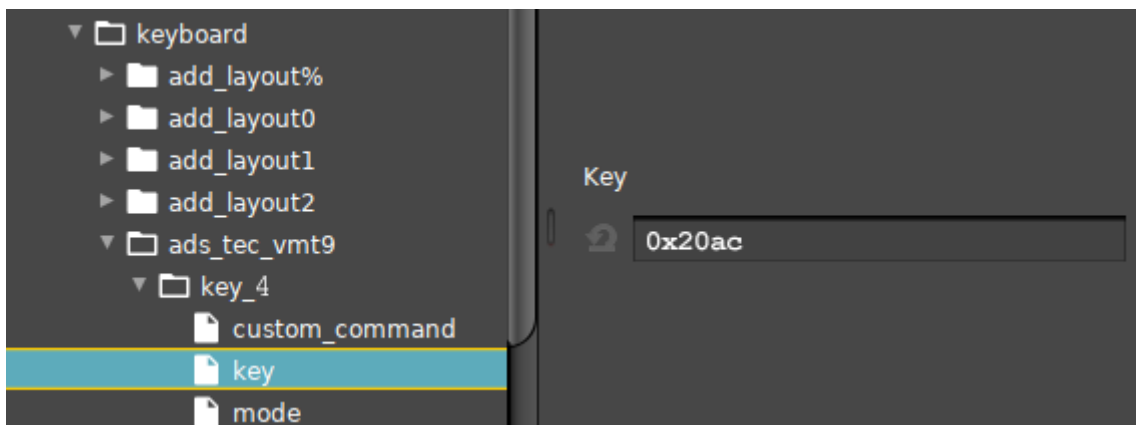 keyboard
add_layout%
add_layout0
add_layout1
add_layout2
ads_tec_vmt9
key_4
custom_command
key
mode
Key
0x20ac